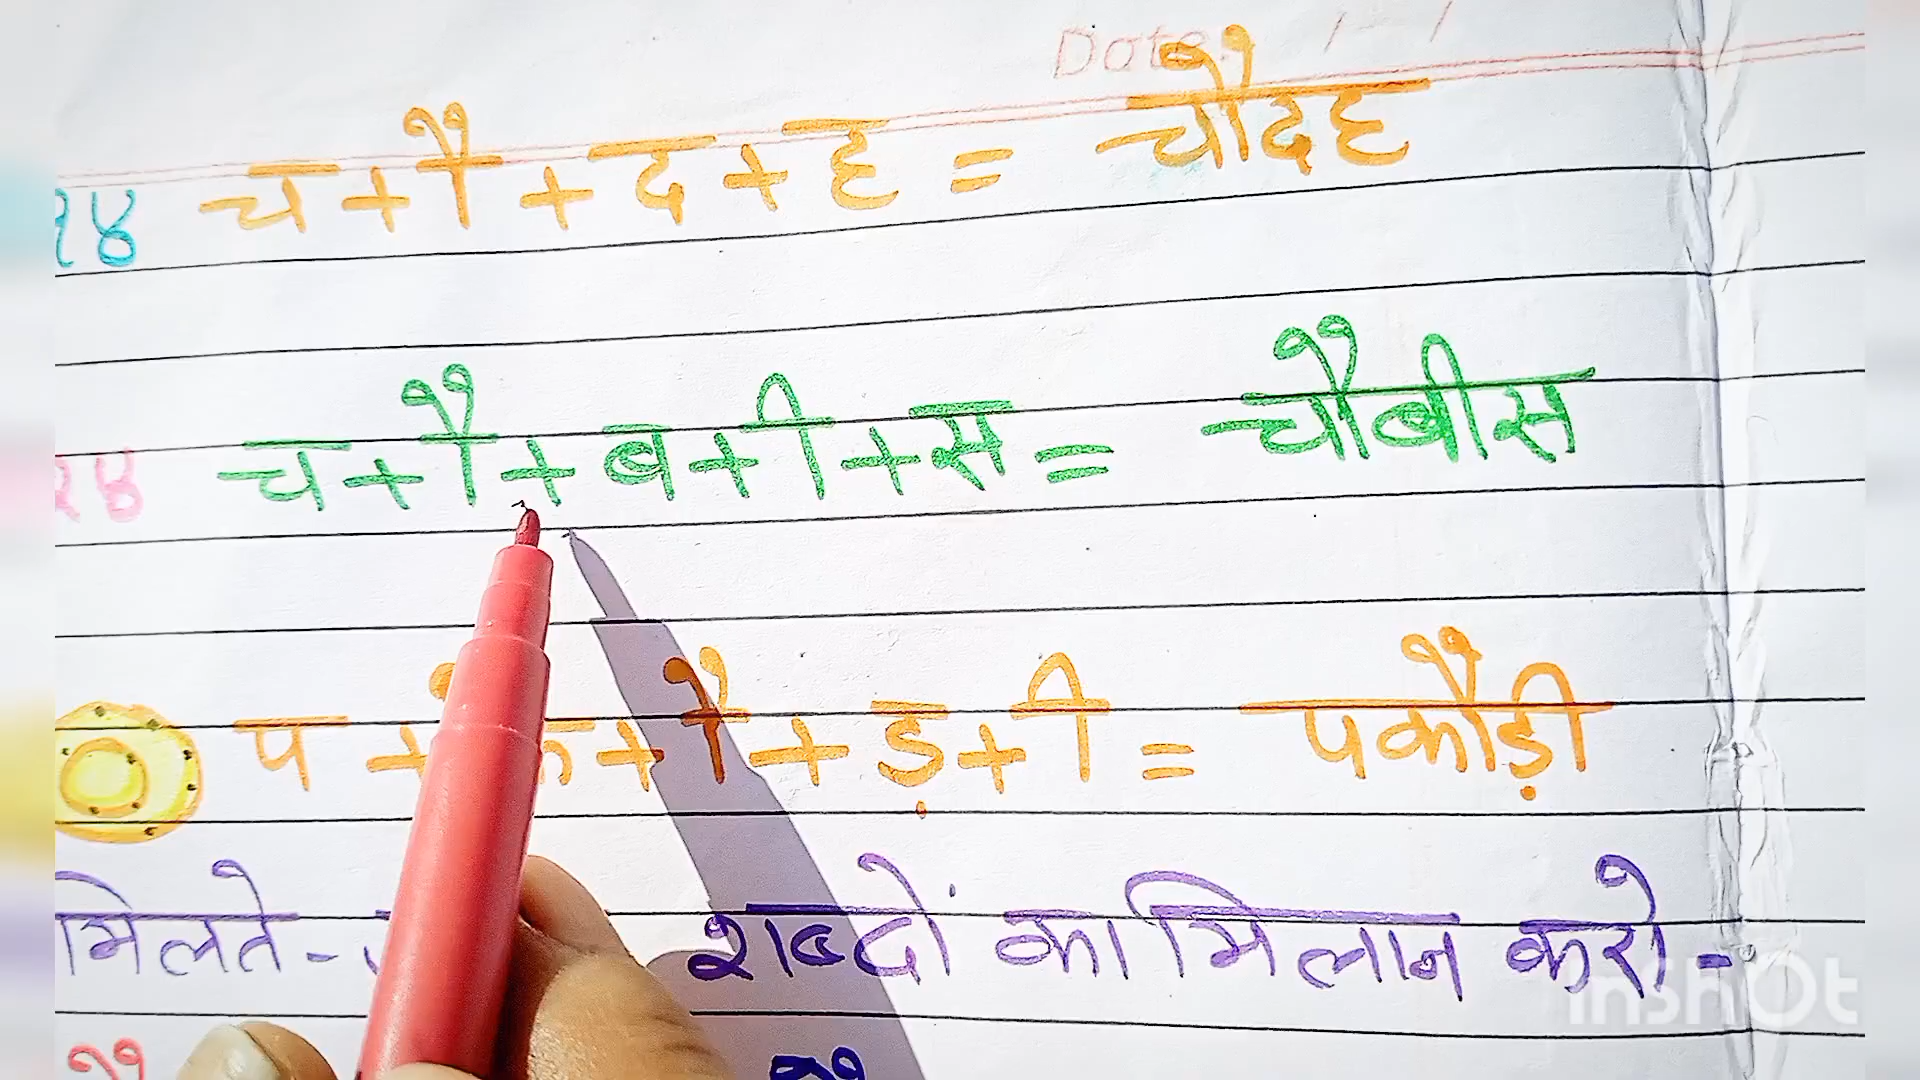 Date: / - /
१४ च + ौ + द + ह = चौदह
२४ च + ौ + ब + ी + स = चौबीस
प + क + ौ + ड़ + ी = पकौड़ी
मिलते - शब्दों का मिलान करो -
InShOt